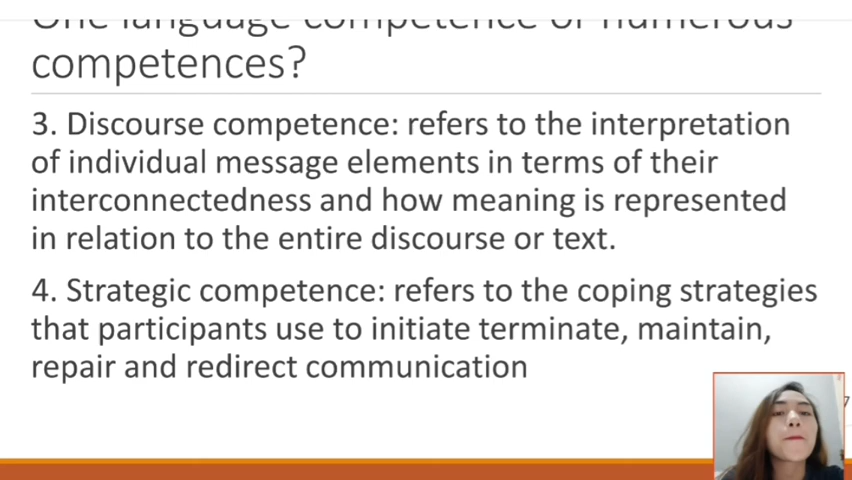 One language competence or numerous
competences?
3. Discourse competence: refers to the interpretation
of individual message elements in terms of their
interconnectedness and how meaning is represented
in relation to the entire discourse or text.
4. Strategic competence: refers to the coping strategies
that participants use to initiate terminate, maintain,
repair and redirect communication
7